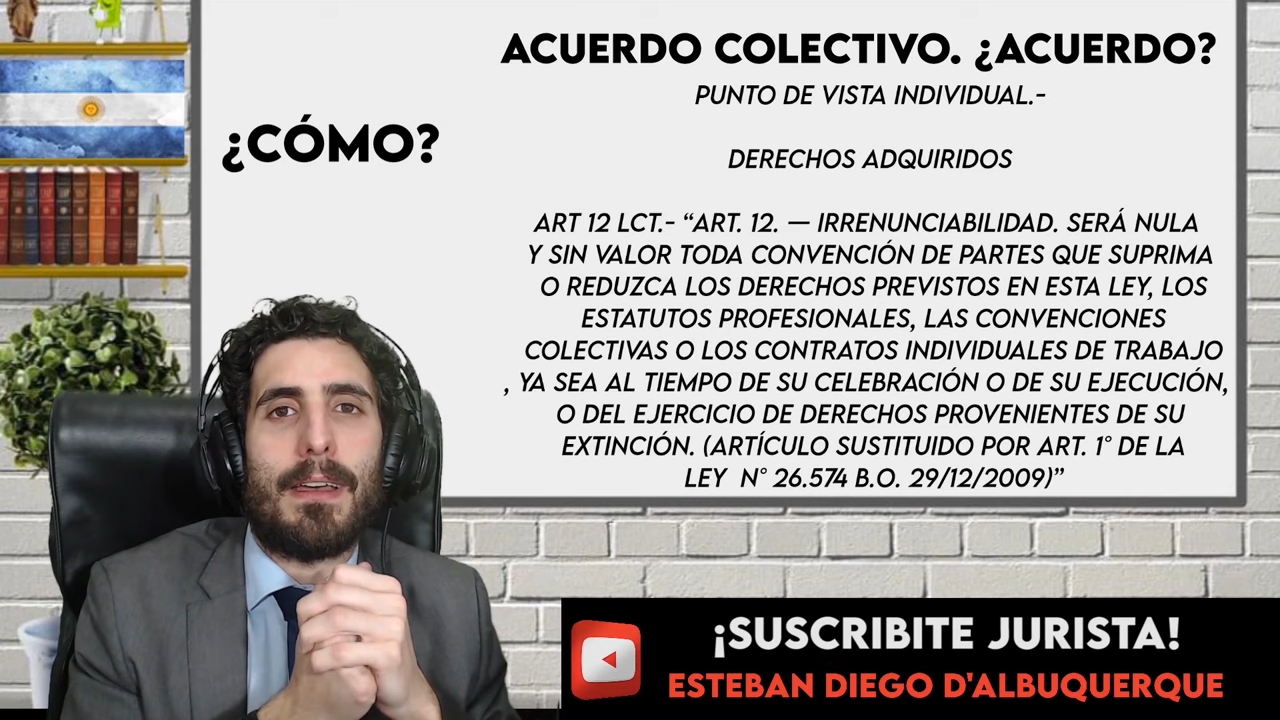 ACUERDO COLECTIVO. ¿ACUERDO?
PUNTO DE VISTA INDIVIDUAL.-
¿CÓMO?
DERECHOS ADQUIRIDOS
ART 12 LCT.- “ART. 12. — IRRENUNCIABILIDAD. SERÁ NULA
Y SIN VALOR TODA CONVENCIÓN DE PARTES QUE SUPRIMA
O REDUZCA LOS DERECHOS PREVISTOS EN ESTA LEY, LOS
ESTATUTOS PROFESIONALES, LAS CONVENCIONES
COLECTIVAS O LOS CONTRATOS INDIVIDUALES DE TRABAJO
, YA SEA AL TIEMPO DE SU CELEBRACIÓN O DE SU EJECUCIÓN,
O DEL EJERCICIO DE DERECHOS PROVENIENTES DE SU
EXTINCIÓN. (ARTÍCULO SUSTITUIDO POR ART. 1° DE LA
LEY N° 26.574 B.O. 29/12/2009)”
¡SUSCRIBITE JURISTA!
ESTEBAN DIEGO D'ALBUQUERQUE